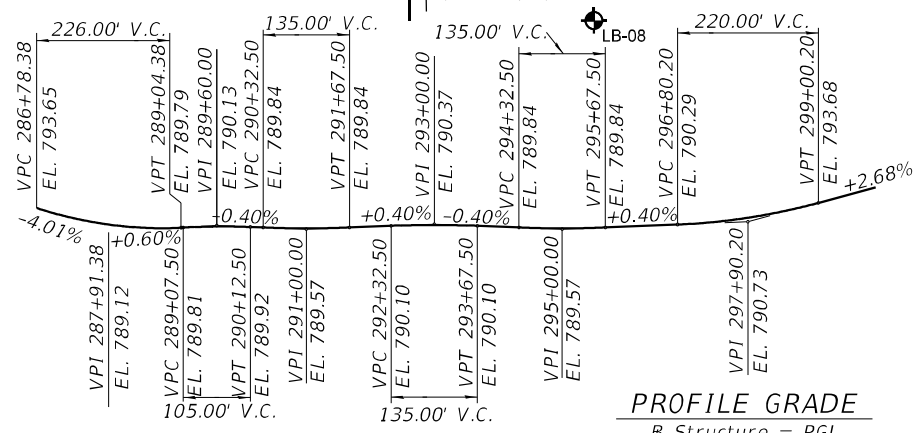 226.00' V.C.
135.00' V.C.
135.00' V.C.
LB-08
220.00' V.C.
VPC 286+78.38
EL. 793.65
VPT 289+04.38
EL. 789.79
VPI 289+60.00
EL. 790.13
VPC 290+32.50
EL. 789.84
VPT 291+67.50
EL. 789.84
VPI 293+00.00
EL. 790.37
VPC 294+32.50
EL. 789.84
VPT 295+67.50
EL. 789.84
VPC 296+80.20
EL. 790.29
VPT 299+00.20
EL. 793.68
-4.01%
+0.60%
-0.40%
+0.40%
-0.40%
+0.40%
+2.68%
VPI 287+91.38
EL. 789.12
VPC 289+07.50
EL. 789.81
VPT 290+12.50
EL. 789.92
VPI 291+00.00
EL. 789.57
VPC 292+32.50
EL. 790.10
VPT 293+67.50
EL. 790.10
VPI 295+00.00
EL. 789.57
VPI 297+90.20
EL. 790.73
105.00' V.C.
135.00' V.C.
PROFILE GRADE
Structure = PGL